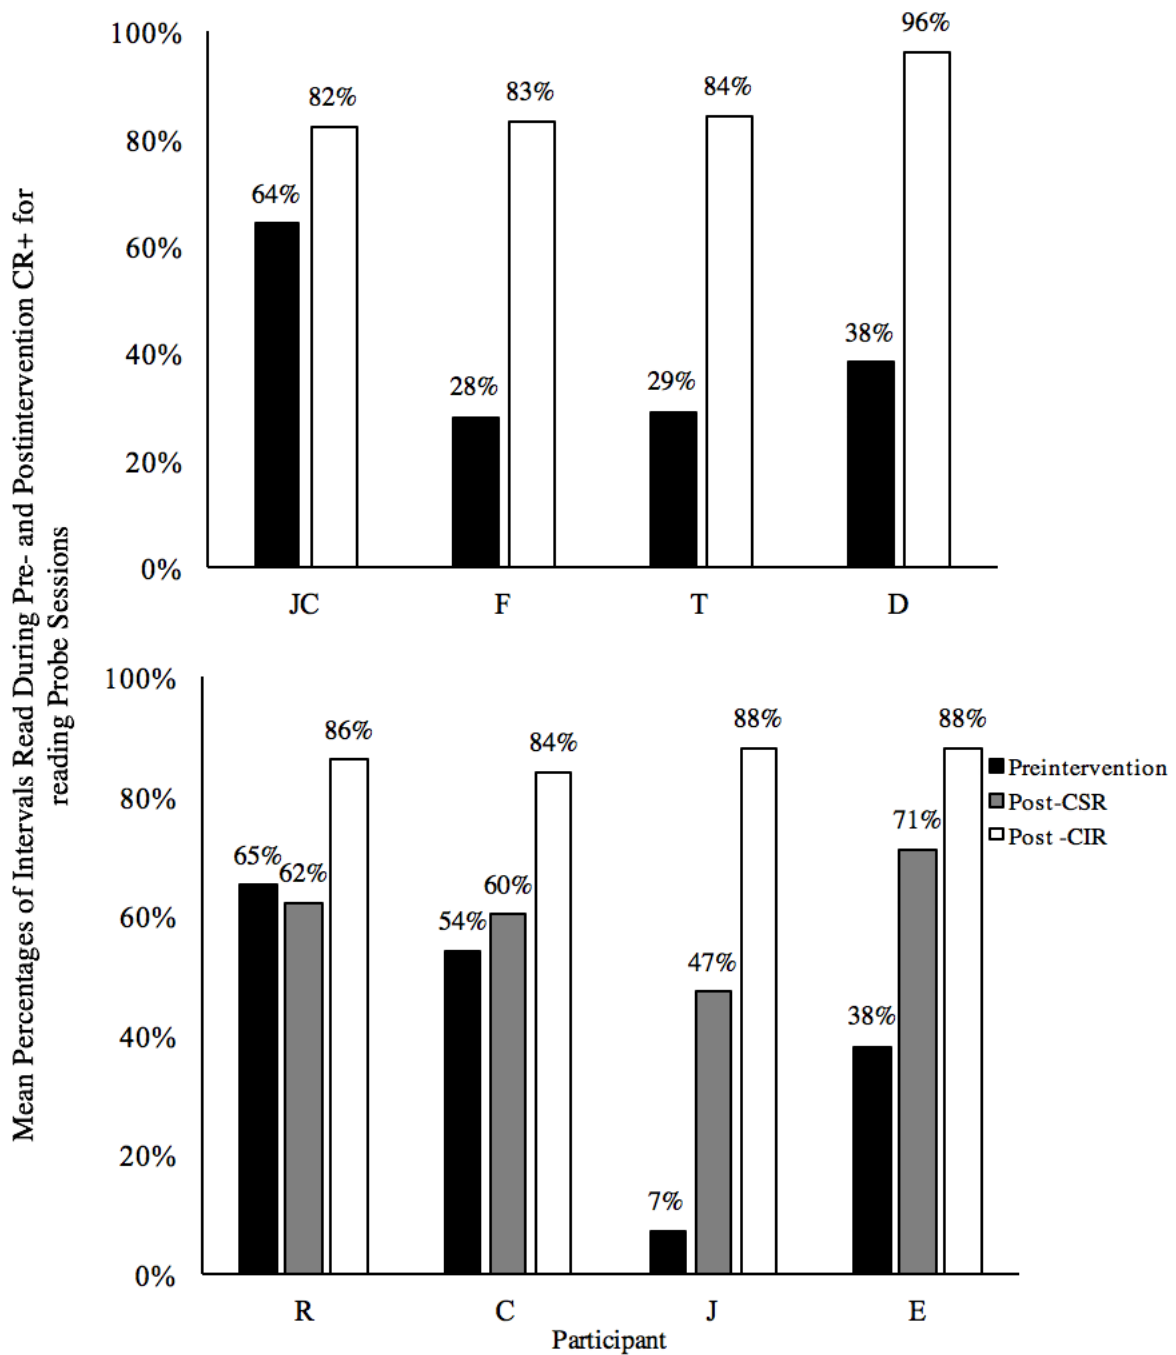 Mean Percentages of Intervals Read During Pre- and Postintervention CR+ for
reading Probe Sessions
100%
80%
60%
40%
20%
0%
64%
82%
28%
83%
29%
84%
38%
96%
JC
F
T
D
100%
80%
60%
40%
20%
0%
65%
62%
86%
54%
60%
84%
7%
47%
88%
38%
71%
88%
R
C
J
E
Participant
Preintervention
Post-CSR
Post -CIR